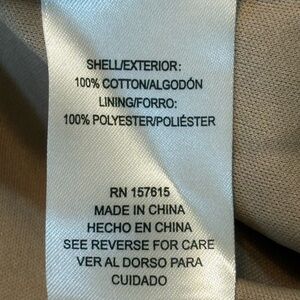 SHELL/EXTERIOR:
100% COTTON/ALGODÓN
LINING/FORRO:
100% POLYESTER/POLIÉSTER
RN 157615
MADE IN CHINA
HECHO EN CHINA
SEE REVERSE FOR CARE
VER AL DORSO PARA
CUIDADO